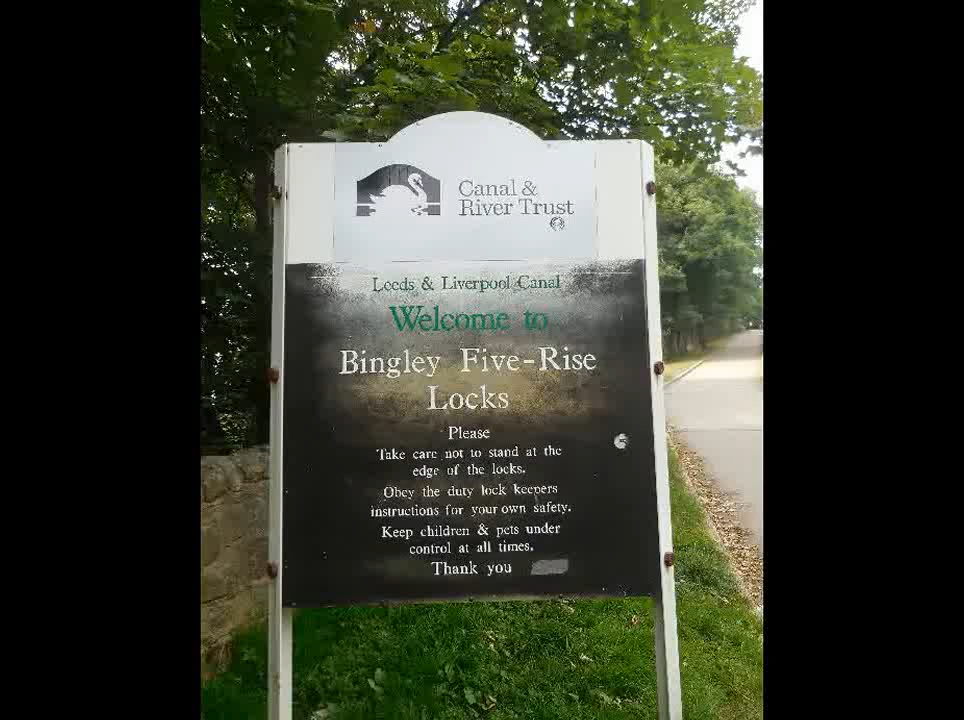 Canal &
River Trust
Leeds & Liverpool Canal
Welcome to
Bingley Five-Rise
Locks
Please
Take care not to stand at the
edge of the locks.
Obey the duty lock keepers
instructions for your own safety.
Keep children & pets under
control at all times.
Thank you